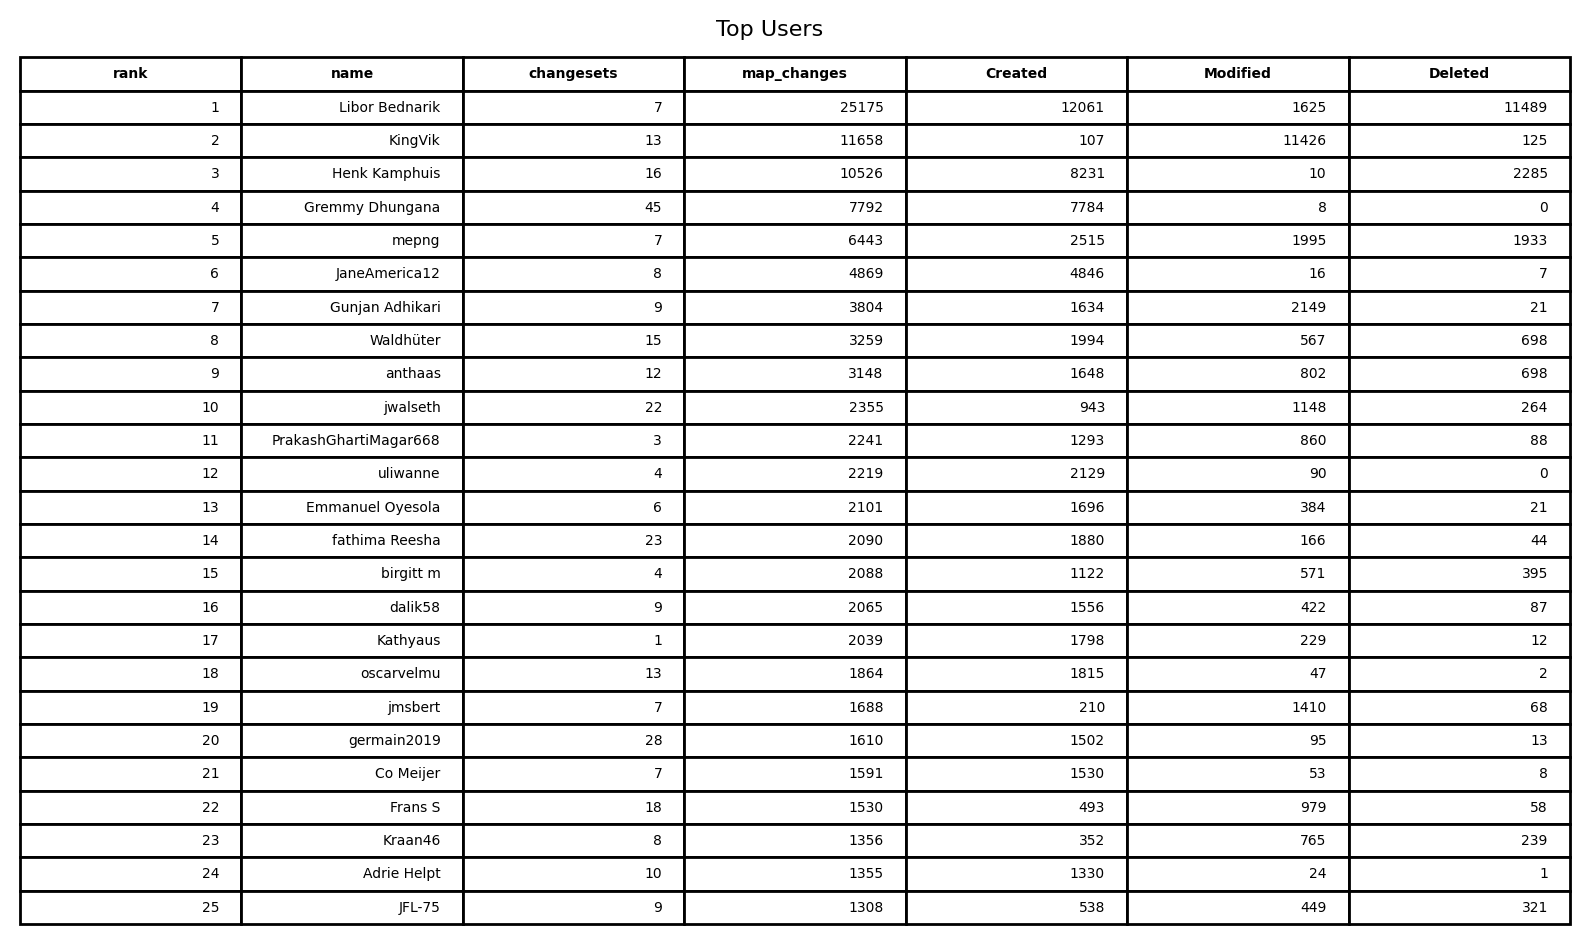 Top Users
rank name changesets map_changes Created Modified Deleted
1 Libor Bednarik 7 25175 12061 1625 11489
2 KingVik 13 11658 107 11426 125
3 Henk Kamphuis 16 10526 8231 10 2285
4 Gremmy Dhungana 45 7792 7784 8 0
5 mepng 7 6443 2515 1995 1933
6 JaneAmerica12 8 4869 4846 16 7
7 Gunjan Adhikari 9 3804 1634 2149 21
8 Waldhüter 15 3259 1994 567 698
9 anthaas 12 3148 1648 802 698
10 jwalseth 22 2355 943 1148 264
11 PrakashGhartiMagar668 3 2241 1293 860 88
12 uliwanne 4 2219 2129 90 0
13 Emmanuel Oyesola 6 2101 1696 384 21
14 fathima Reesha 23 2090 1880 166 44
15 birgitt m 4 2088 1122 571 395
16 dalik58 9 2065 1556 422 87
17 Kathyaus 1 2039 1798 229 12
18 oscarvelmu 13 1864 1815 47 2
19 jmsbert 7 1688 210 1410 68
20 germain2019 28 1610 1502 95 13
21 Co Meijer 7 1591 1530 53 8
22 Frans S 18 1530 493 979 58
23 Kraan46 8 1356 352 765 239
24 Adrie Helpt 10 1355 1330 24 1
25 JFL-75 9 1308 538 449 321